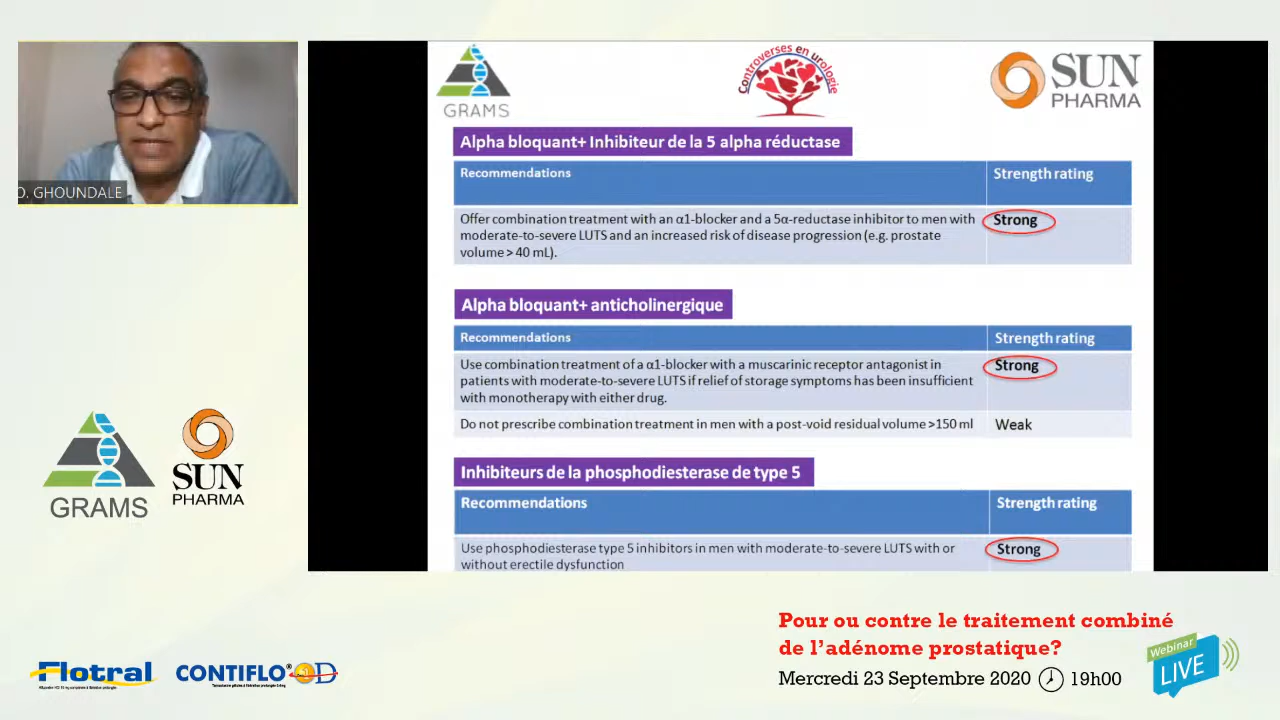 O. GHOUNDALE
GRAMS
Controverses en urologie
SUN
PHARMA
Alpha bloquant+ Inhibiteur de la 5 alpha réductase
Recommendations
Strength rating
Offer combination treatment with an α1-blocker and a 5α-reductase inhibitor to men with
moderate-to-severe LUTS and an increased risk of disease progression (e.g. prostate
volume > 40 mL).
Strong
Alpha bloquant+ anticholinergique
Recommendations
Strength rating
Use combination treatment of a α1-blocker with a muscarinic receptor antagonist in
patients with moderate-to-severe LUTS if relief of storage symptoms has been insufficient
with monotherapy with either drug.
Strong
Do not prescribe combination treatment in men with a post-void residual volume >150 ml
Weak
Inhibiteurs de la phosphodiesterase de type 5
Recommendations
Strength rating
Use phosphodiesterase type 5 inhibitors in men with moderate-to-severe LUTS with or
without erectile dysfunction
Strong
GRAMS
SUN
PHARMA
Flotral
CONTIFLO® OD
Pour ou contre le traitement combiné
de l'adénome prostatique?
Mercredi 23 Septembre 2020 19h00
Webinar
LIVE